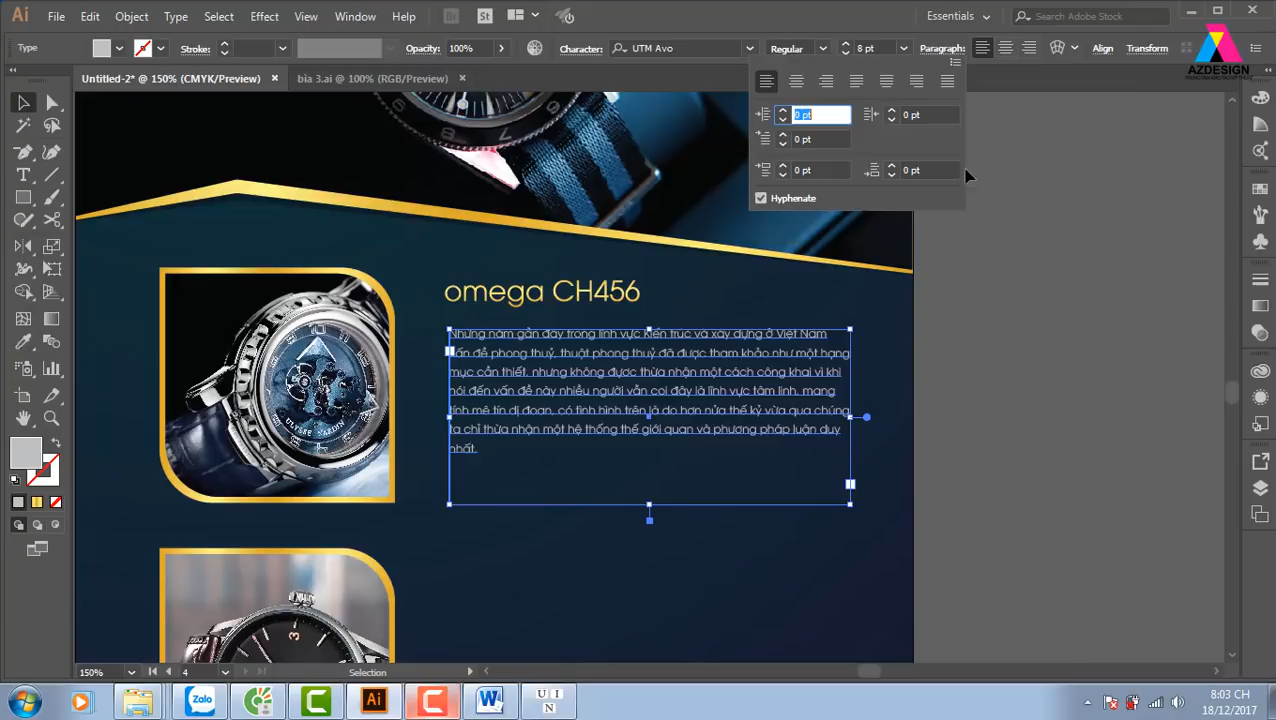 Ai File Edit Object Type Select Effect View Window Help Br St Essentials Search Adobe Stock
Type Stroke: Opacity: 100% Character: UTM Avo Regular 8 pt Paragraph: Align Transform
AZDESIGN
Untitled-2* @ 150% (CMYK/Preview) × bia 3.ai @ 100% (RGB/Preview) ×
0 pt 0 pt
0 pt
0 pt 0 pt
Hyphenate
omega CH456
Những năm gần đây trong lĩnh vực Kiến trúc và xây dựng ở Việt Nam
vấn đề phong thuỷ, thuật phong thuỷ đã được tham khảo như một hạng
mục cần thiết, nhưng không được thừa nhận một cách công khai vì khi
nói đến vấn đề này nhiều người vẫn coi đây là lĩnh vực tâm linh, mang
tính mê tín dị đoan, có tình hình trên là do hơn nửa thế kỷ vừa qua chúng
ta chỉ thừa nhận một hệ thống thế giới quan và phương pháp luận duy
nhất.
ULYSSE NARDIN
150% 4 Selection
Zalo C Ai C W U I N
8:03 CH
18/12/2017